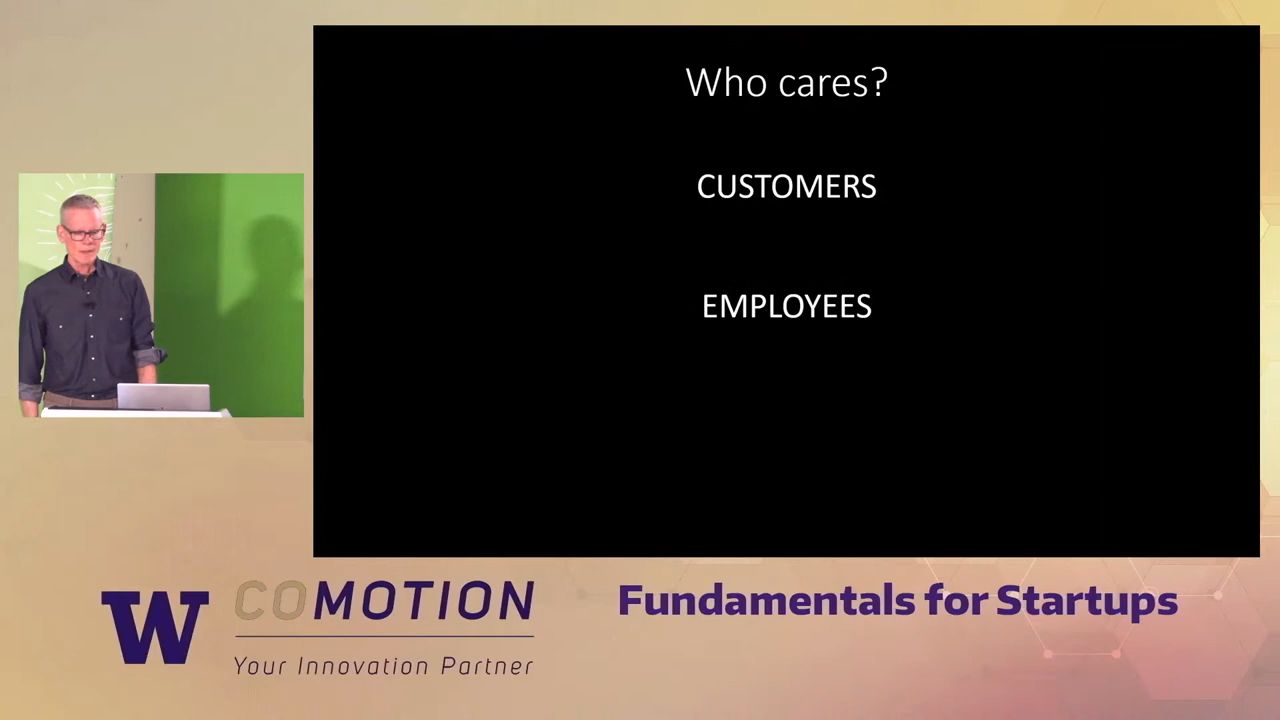 Who cares?
CUSTOMERS
EMPLOYEES
W COMOTION
Your Innovation Partner
Fundamentals for Startups